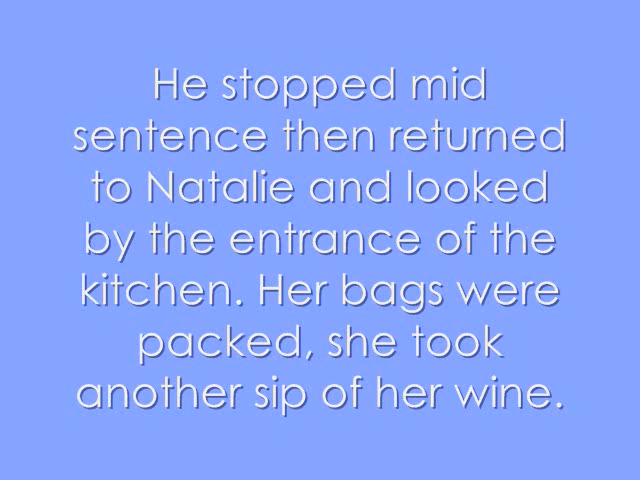 He stopped mid
sentence then returned
to Natalie and looked
by the entrance of the
kitchen. Her bags were
packed, she took
another sip of her wine.